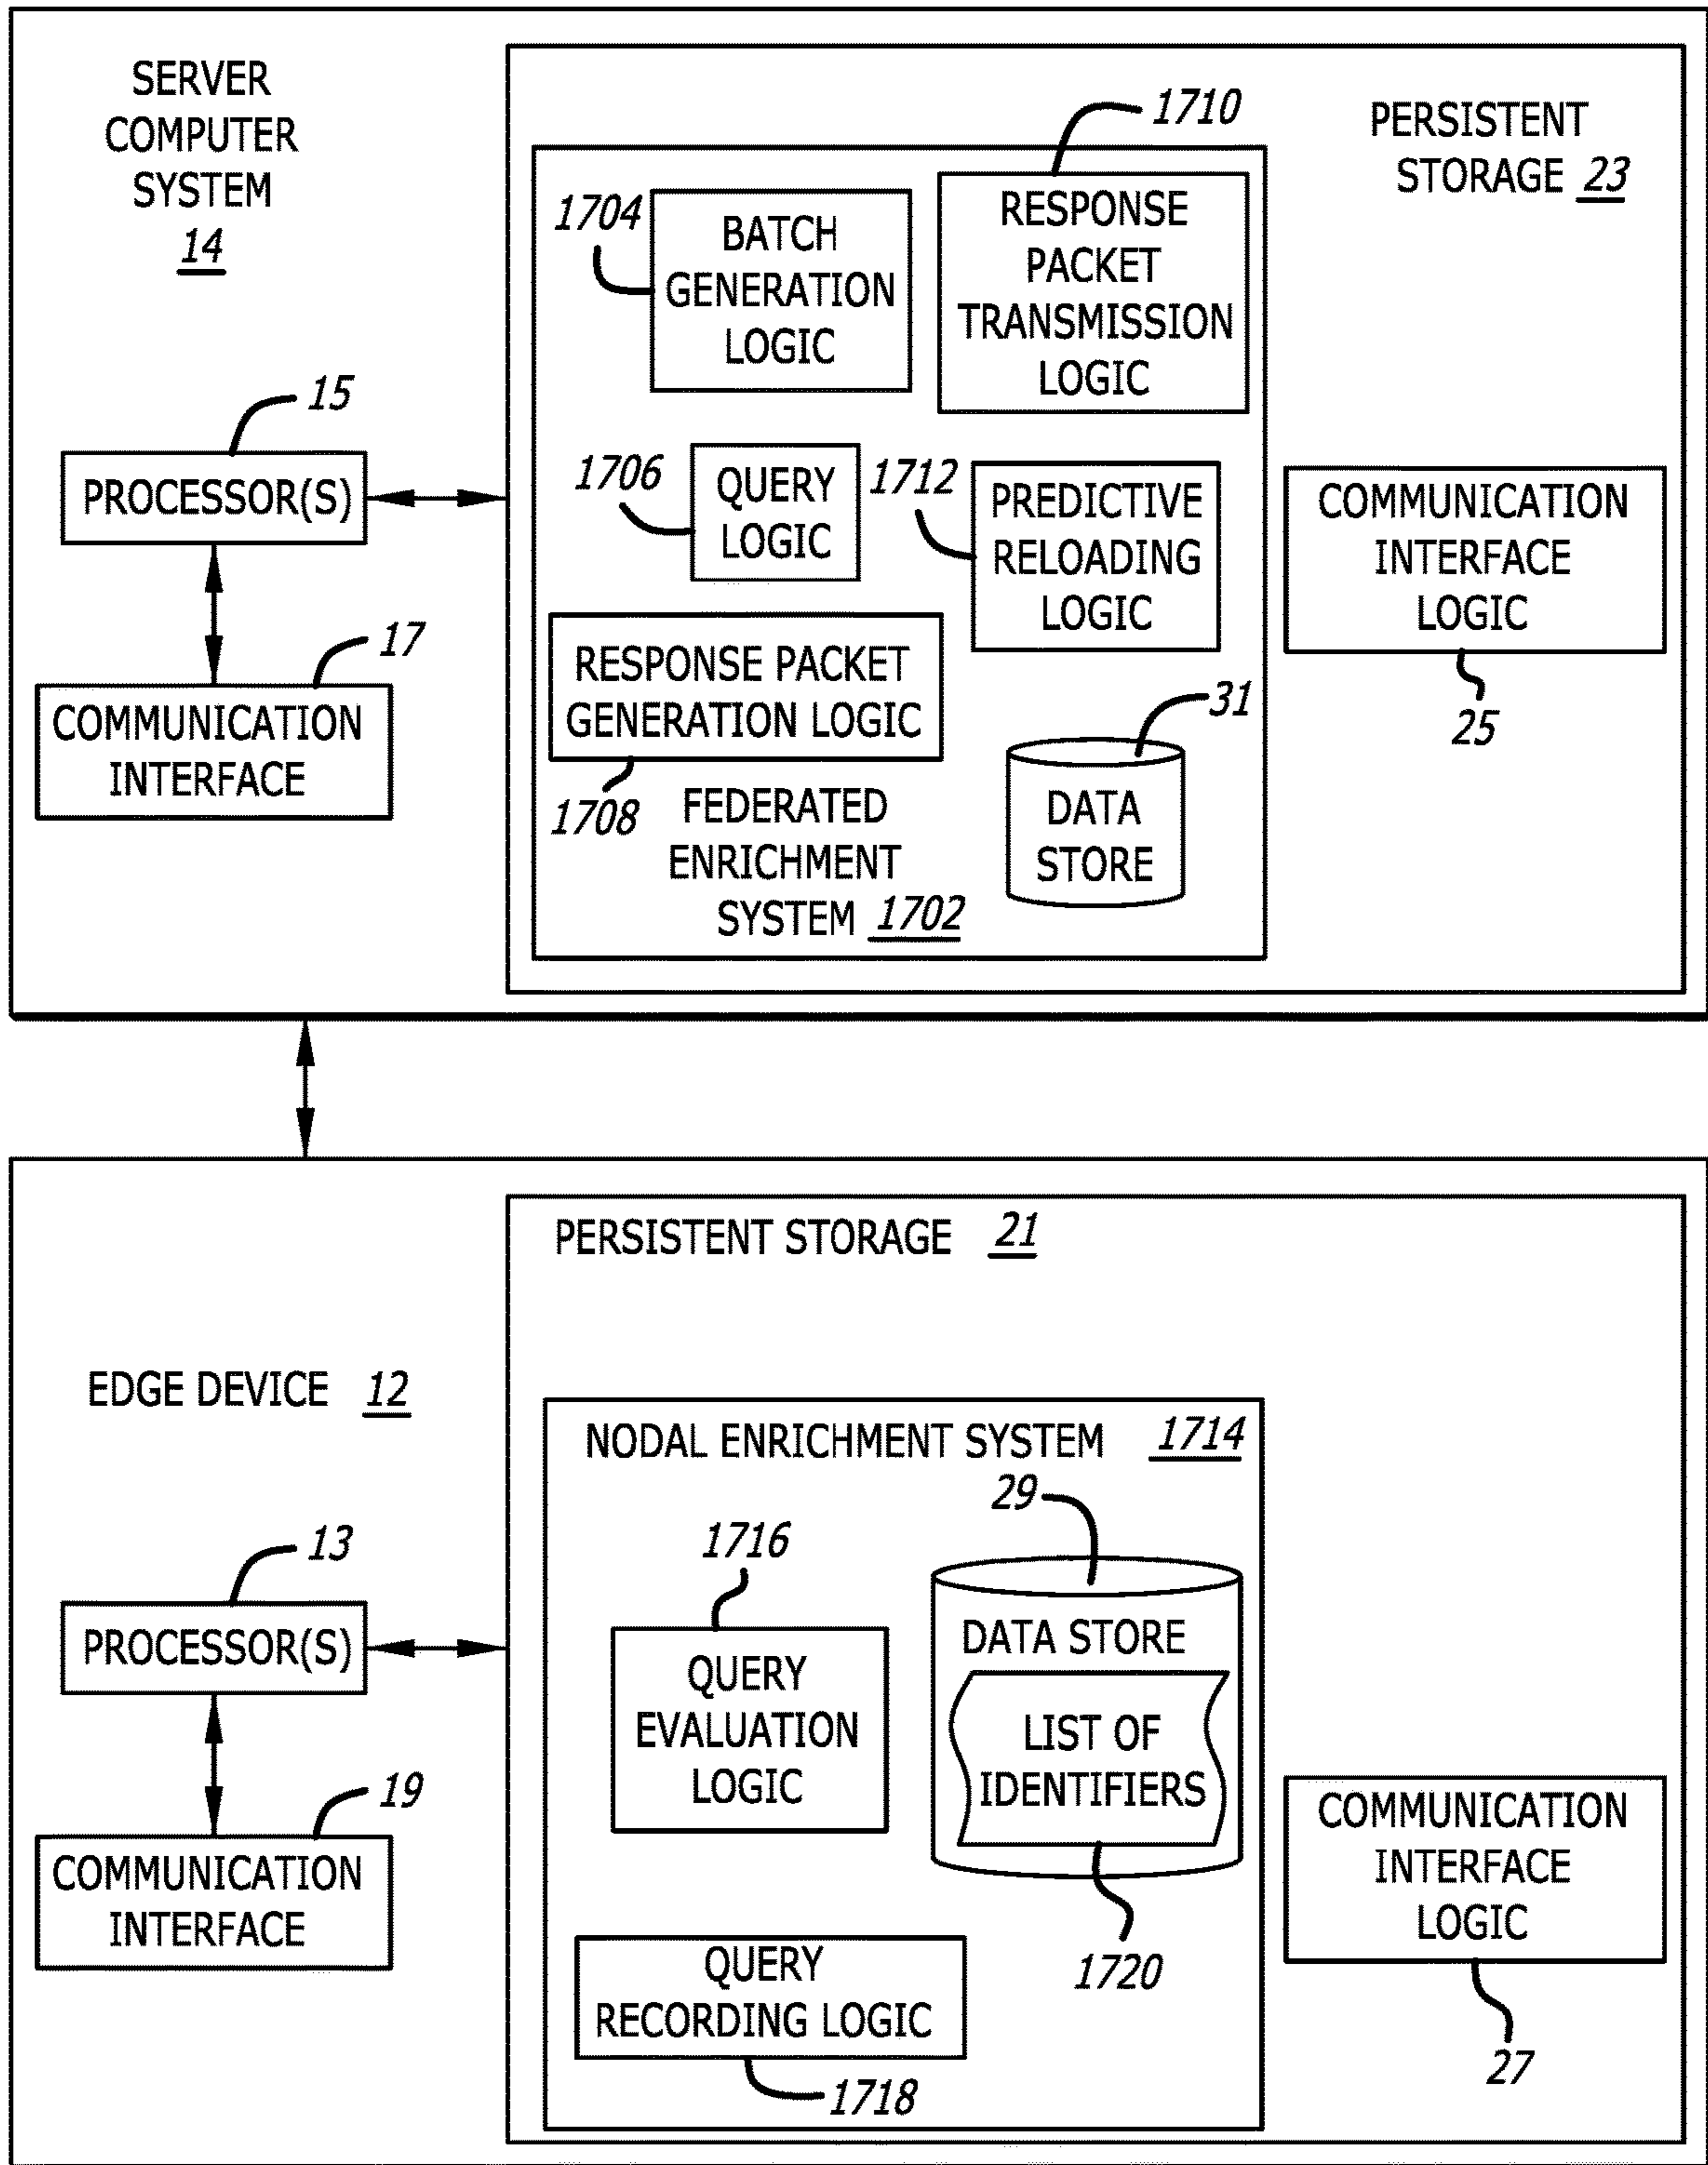 SERVER
COMPUTER
SYSTEM
14
PERSISTENT
STORAGE 23
1710
1704
BATCH
GENERATION
LOGIC
RESPONSE
PACKET
TRANSMISSION
LOGIC
15
PROCESSOR(S)
1706
QUERY
LOGIC
1712
PREDICTIVE
RELOADING
LOGIC
COMMUNICATION
INTERFACE
LOGIC
25
17
COMMUNICATION
INTERFACE
RESPONSE PACKET
GENERATION LOGIC
1708
31
DATA
STORE
FEDERATED
ENRICHMENT
SYSTEM 1702
PERSISTENT STORAGE 21
EDGE DEVICE 12
NODAL ENRICHMENT SYSTEM 1714
29
1716
13
PROCESSOR(S)
QUERY
EVALUATION
LOGIC
DATA STORE
LIST OF
IDENTIFIERS
1720
19
COMMUNICATION
INTERFACE
COMMUNICATION
INTERFACE
LOGIC
27
QUERY
RECORDING LOGIC
1718